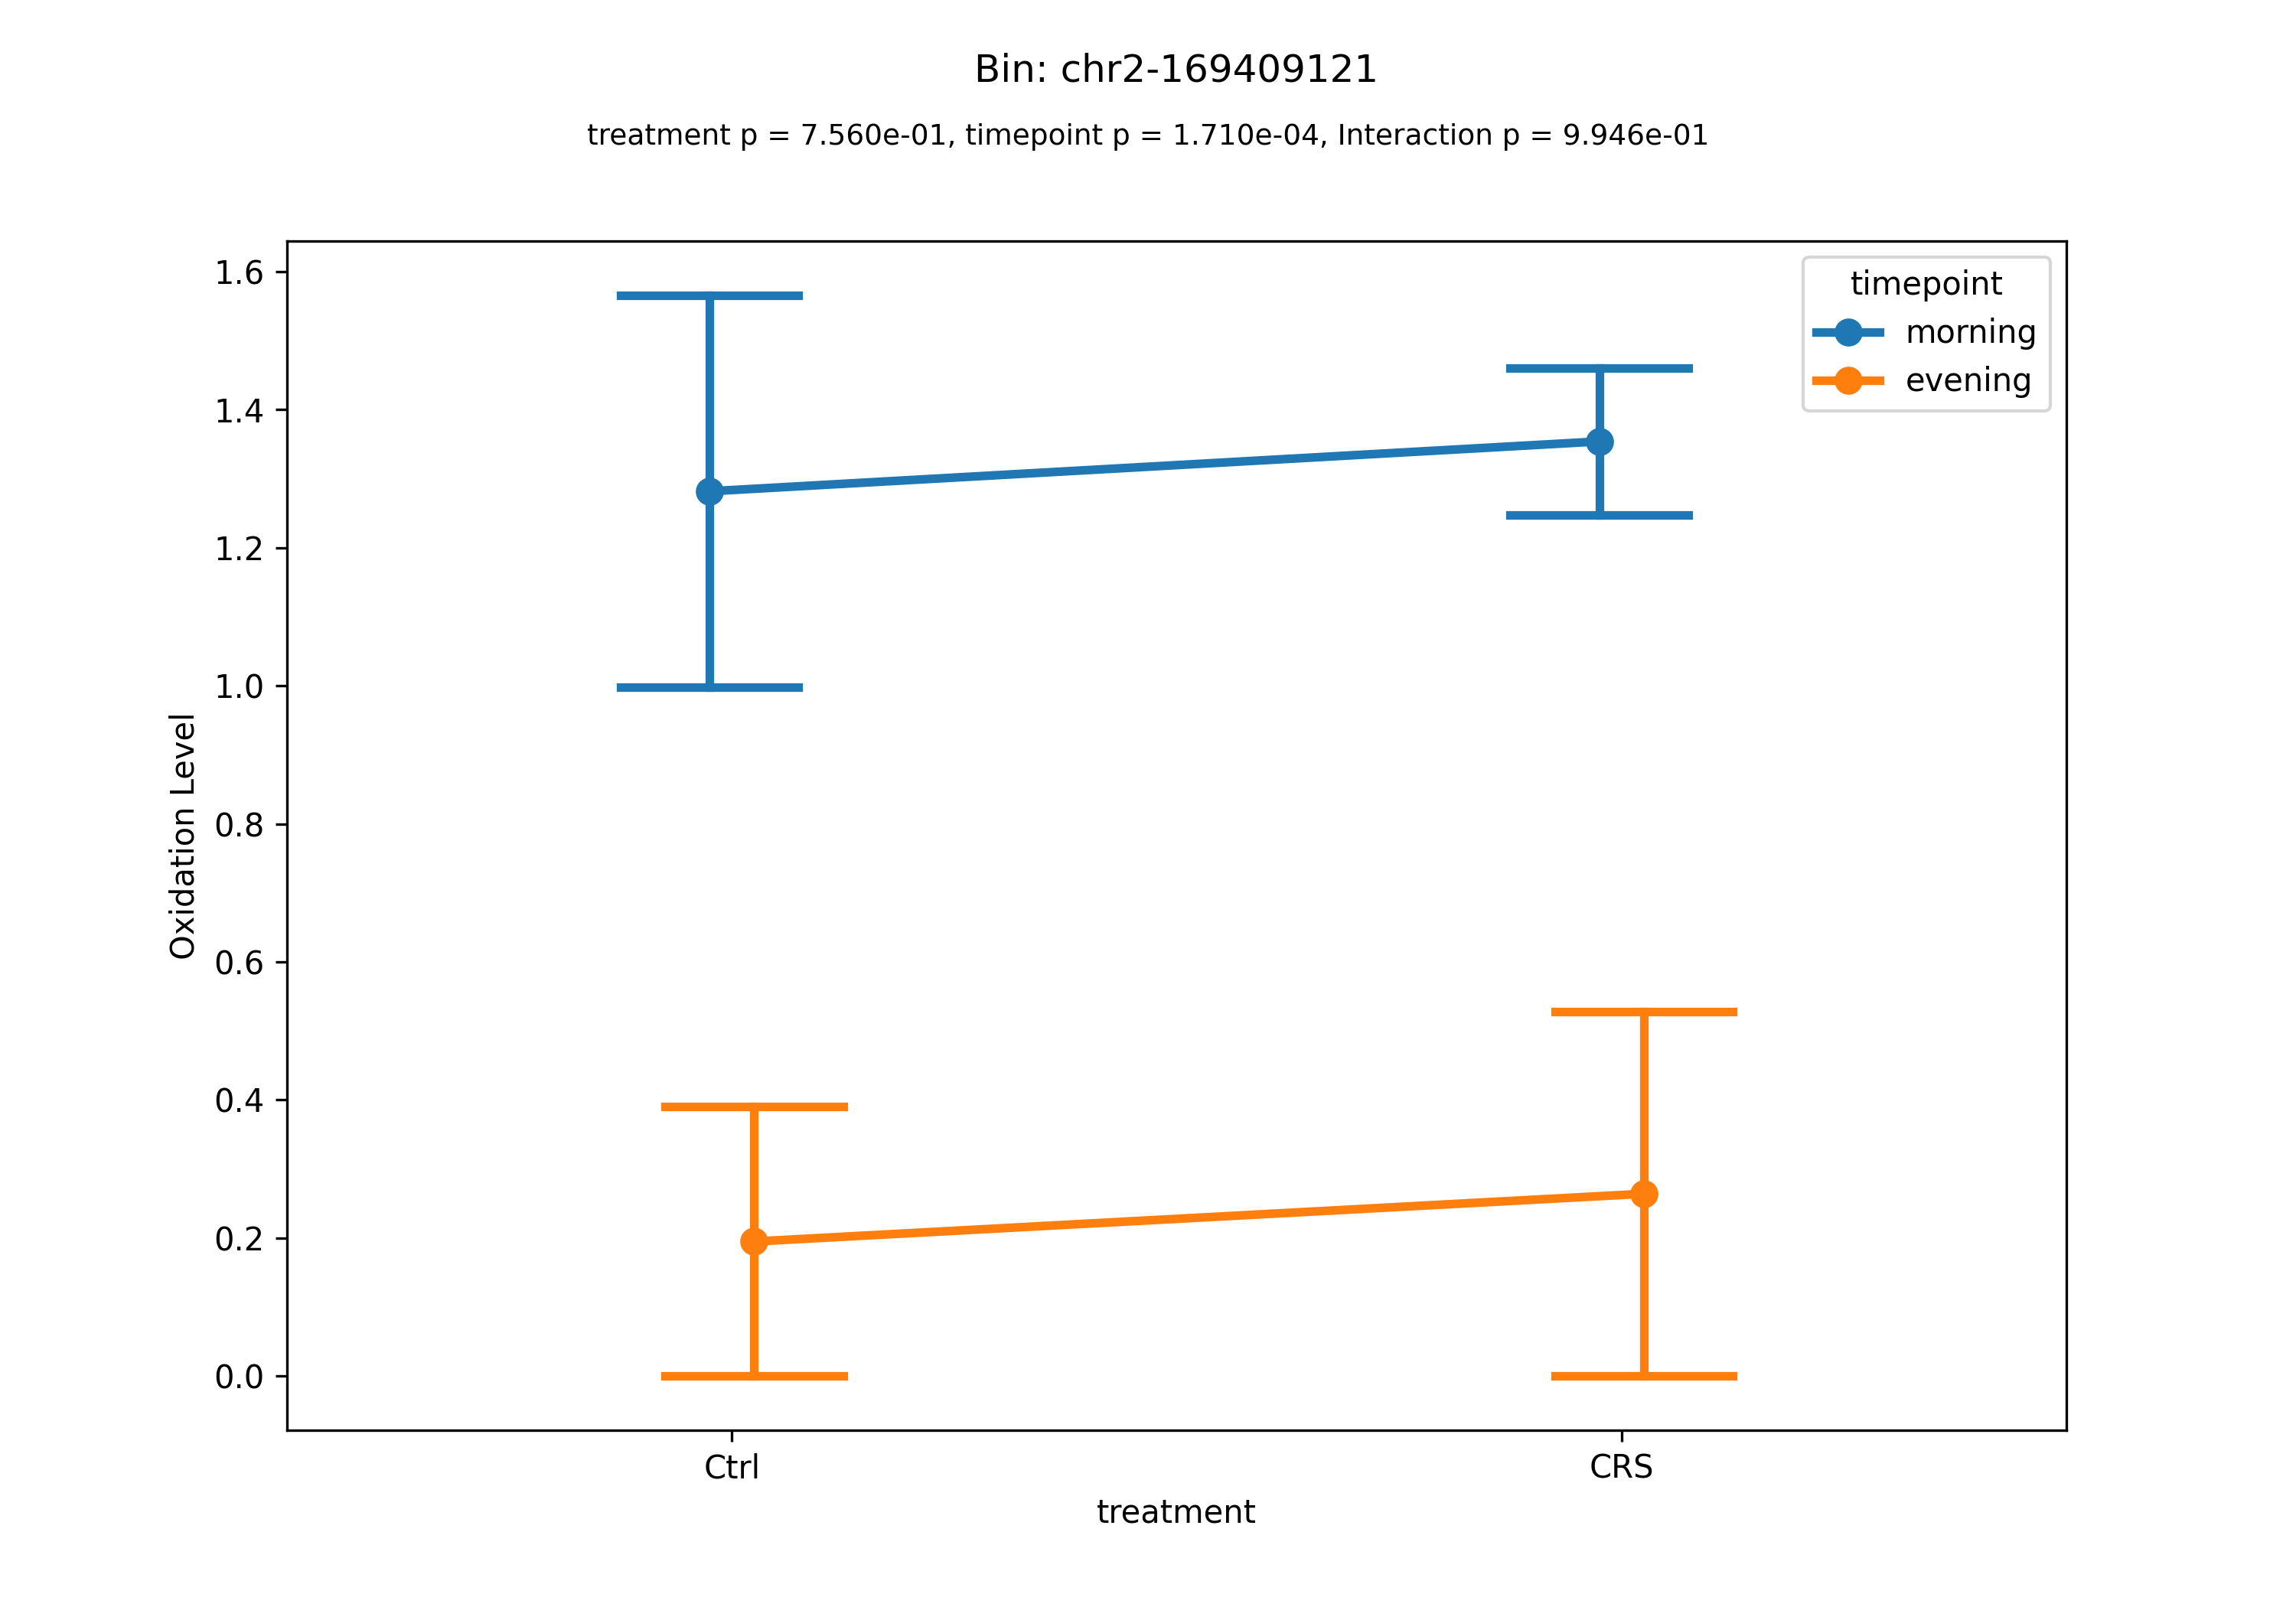 Bin: chr2-169409121
treatment p = 7.560e-01, timepoint p = 1.710e-04, Interaction p = 9.946e-01
timepoint
morning
evening
1.6
1.4
1.2
1.0
0.8
0.6
0.4
0.2
0.0
Oxidation Level
Ctrl
CRS
treatment